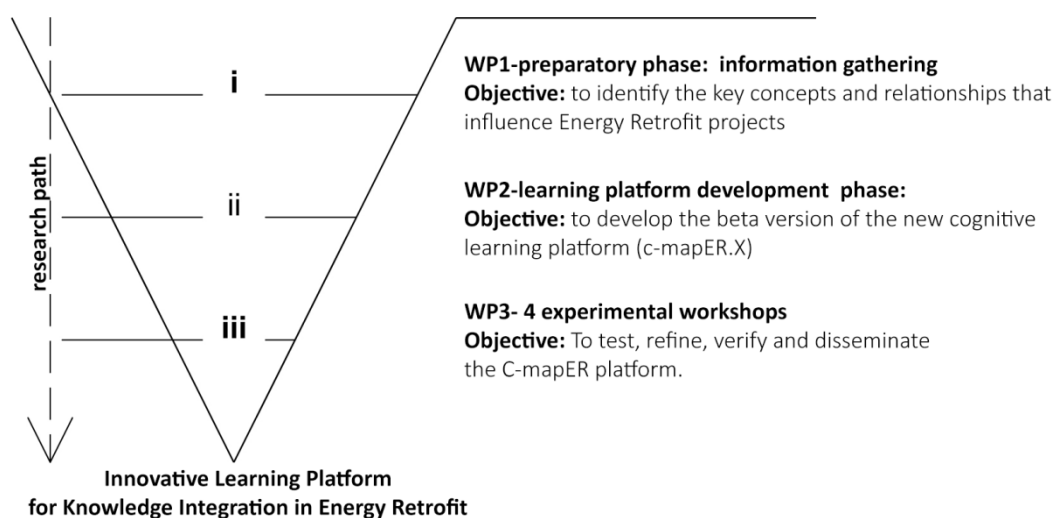 i
WP1-preparatory phase: information gathering
Objective: to identify the key concepts and relationships that
influence Energy Retrofit projects
research path
ii
WP2-learning platform development phase:
Objective: to develop the beta version of the new cognitive
learning platform (c-mapER.X)
iii
WP3- 4 experimental workshops
Objective: To test, refine, verify and disseminate
the C-mapER platform.
Innovative Learning Platform
for Knowledge Integration in Energy Retrofit